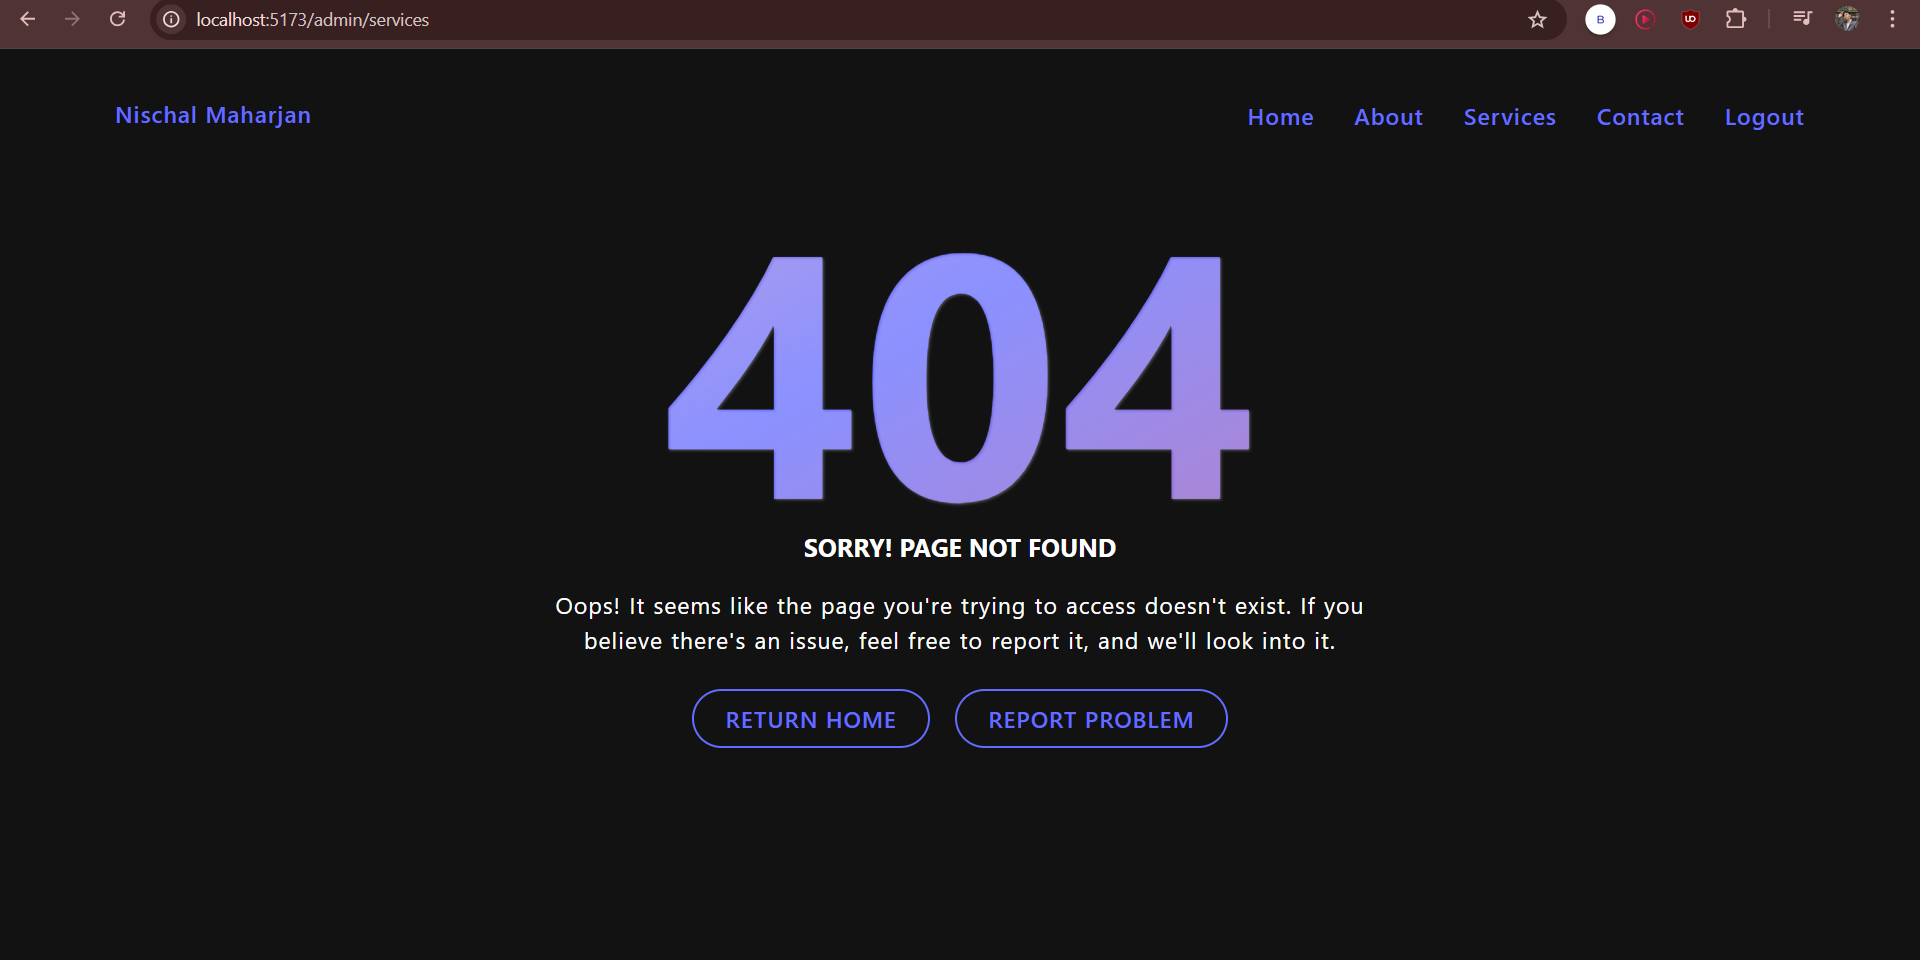 localhost:5173/admin/services
B
UO
Nischal Maharjan
Home About Services Contact Logout
404
SORRY! PAGE NOT FOUND
Oops! It seems like the page you're trying to access doesn't exist. If you
believe there's an issue, feel free to report it, and we'll look into it.
RETURN HOME REPORT PROBLEM